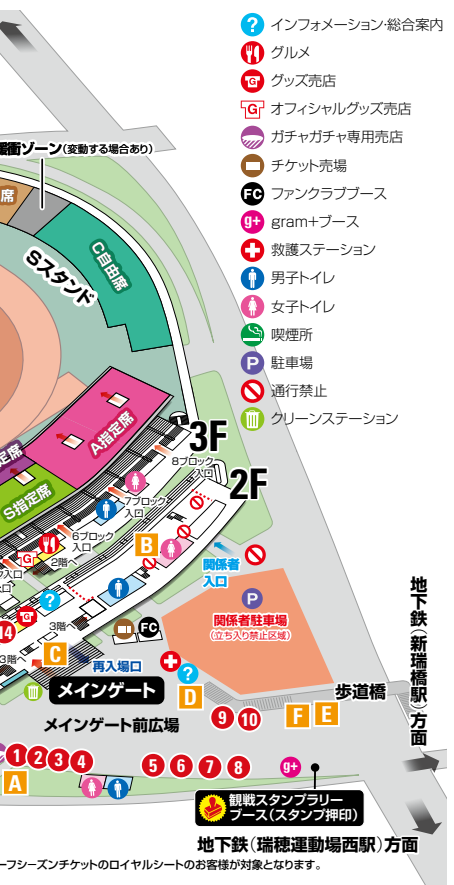 インフォメーション・総合案内
グルメ
グッズ売店
オフィシャルグッズ売店
ガチャガチャ専用売店
チケット売場
FC ファンクラブブース
g+ gram+ブース
救護ステーション
男子トイレ
女子トイレ
喫煙所
P 駐車場
通行禁止
クリーンステーション
衝ゾーン(変動する場合あり)
席
Sスタンド
C自由席
A指定席
定席
S指定席
3F
2F
8ブロック
入口
7ブロック
入口
6ブロック
入口
2階へ
入口
B
関係者
入口
P
関係者駐車場
(立ち入り禁止区域)
地下鉄(新瑞橋駅)方面
14
3階へ
3階へ
FC
C
再入場口
メインゲート
D
歩道橋
メインゲート前広場
9
10
F
E
1
2
3
4
5
6
7
8
g+
A
観戦スタンプラリー
ブース(スタンプ押印)
地下鉄(瑞穂運動場西駅)方面
ーフシーズンチケットのロイヤルシートのお客様が対象となります。